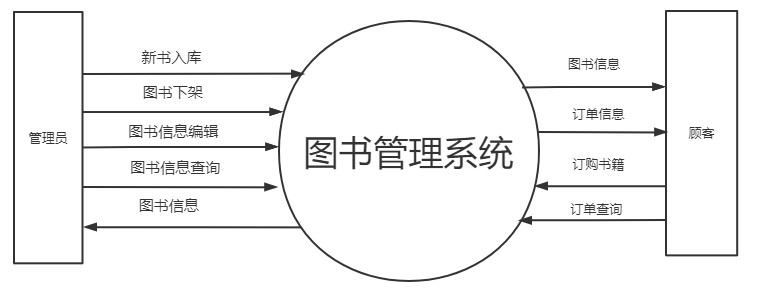 管理员
新书入库
图书下架
图书信息编辑
图书信息查询
图书信息
图书管理系统
图书信息
订单信息
订购书籍
订单查询
顾客